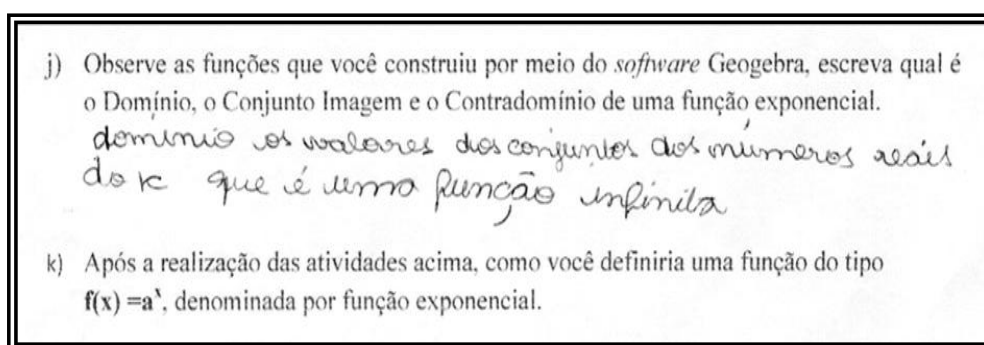 j) Observe as funções que você construiu por meio do software Geogebra, escreva qual é
o Domínio, o Conjunto Imagem e o Contradomínio de uma função exponencial.
domínio os valores dos conjuntos dos números reais
do x que é uma função infinita
k) Após a realização das atividades acima, como você definiria uma função do tipo
f(x) =aˣ, denominada por função exponencial.